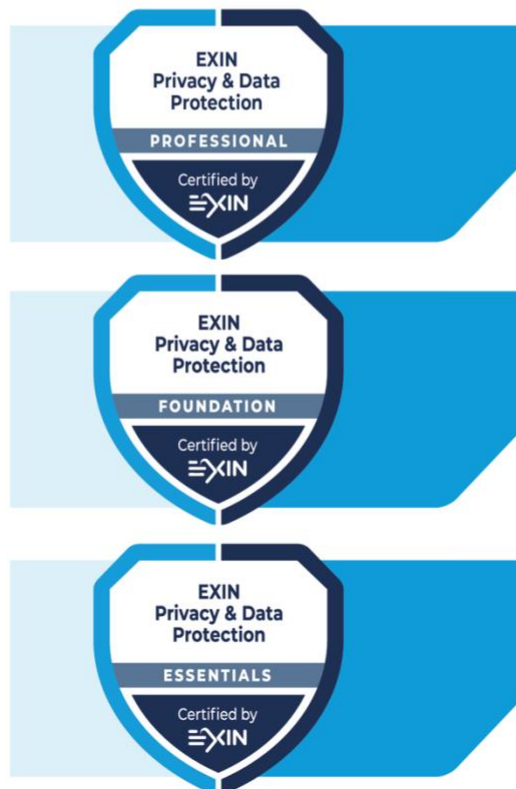 EXIN
Privacy & Data
Protection
PROFESSIONAL
Certified by
EXIN
EXIN
Privacy & Data
Protection
FOUNDATION
Certified by
EXIN
EXIN
Privacy & Data
Protection
ESSENTIALS
Certified by
EXIN